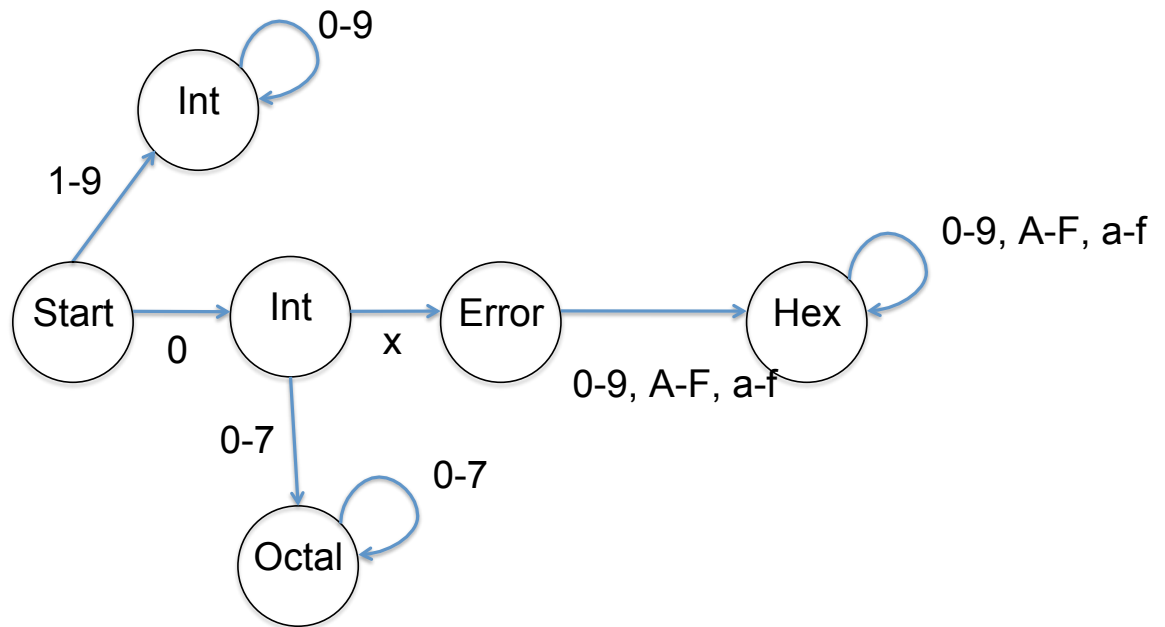 0-9
Int
1-9
0-9, A-F, a-f
Start
Int
Error
Hex
0
x
0-9, A-F, a-f
0-7
0-7
Octal